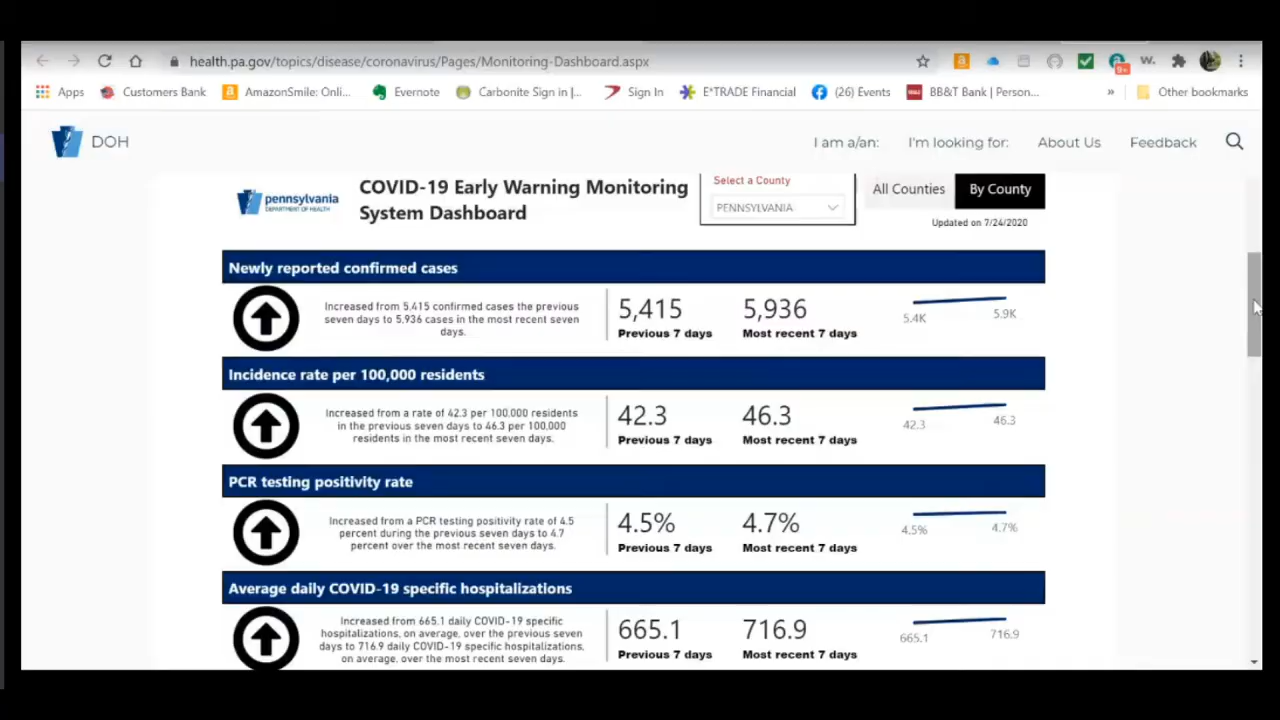 health.pa.gov/topics/disease/coronavirus/Pages/Monitoring-Dashboard.aspx
9+
W.
Apps
Customers Bank
AmazonSmile: Onli...
Evernote
Carbonite Sign in |...
Sign In
E*TRADE Financial
(26) Events
BB&T Bank | Person...
»
Other bookmarks
DOH
I am a/an:
I'm looking for:
About Us
Feedback
pennsylvania
DEPARTMENT OF HEALTH
COVID-19 Early Warning Monitoring
System Dashboard
Select a County
PENNSYLVANIA
All Counties
By County
Updated on 7/24/2020
Newly reported confirmed cases
Increased from 5,415 confirmed cases the previous
seven days to 5,936 cases in the most recent seven
days.
5,415
Previous 7 days
5,936
Most recent 7 days
5.4K
5.9K
Incidence rate per 100,000 residents
Increased from a rate of 42.3 per 100,000 residents
in the previous seven days to 46.3 per 100,000
residents in the most recent seven days.
42.3
Previous 7 days
46.3
Most recent 7 days
42.3
46.3
PCR testing positivity rate
Increased from a PCR testing positivity rate of 4.5
percent during the previous seven days to 4.7
percent over the most recent seven days.
4.5%
Previous 7 days
4.7%
Most recent 7 days
4.5%
4.7%
Average daily COVID-19 specific hospitalizations
Increased from 665.1 daily COVID-19 specific
hospitalizations, on average, over the previous seven
days to 716.9 daily COVID-19 specific hospitalizations,
on average, over the most recent seven days.
665.1
Previous 7 days
716.9
Most recent 7 days
665.1
716.9